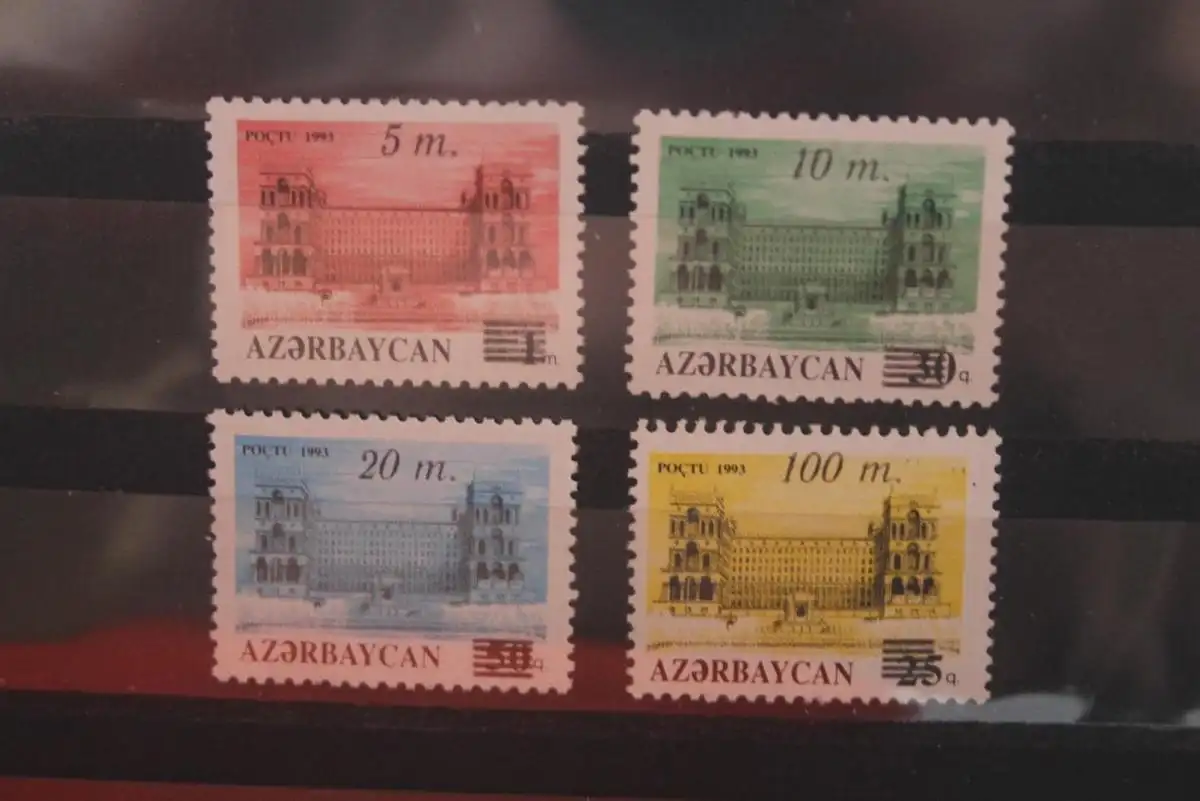 POÇTU 1993 5 m.
AZƏRBAYCAN 1 m.
POÇTU 1993 10 m.
AZƏRBAYCAN 30 q.
POÇTU 1993 20 m.
AZƏRBAYCAN 50 q.
POÇTU 1993 100 m.
AZƏRBAYCAN 25 q.